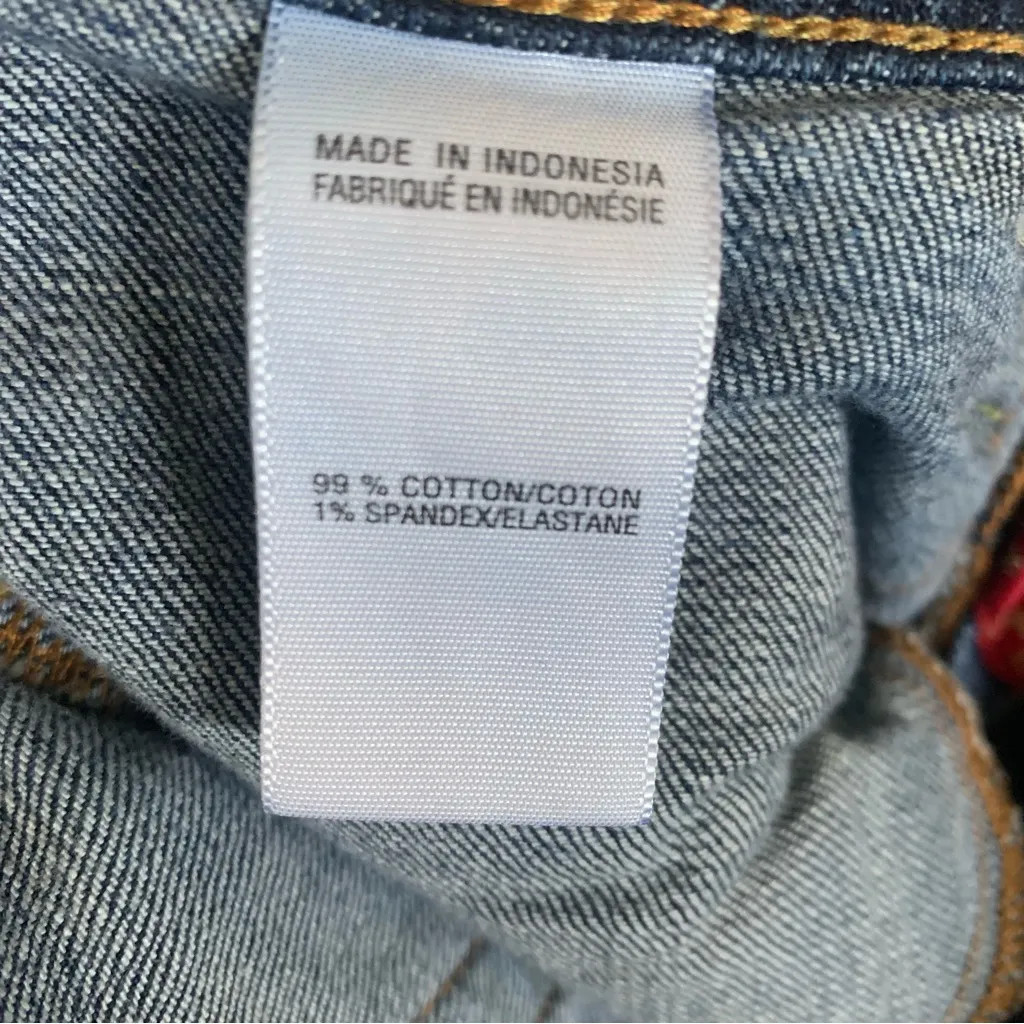 MADE IN INDONESIA
FABRIQUÉ EN INDONÉSIE
99 % COTTON/COTON
1% SPANDEX/ELASTANE